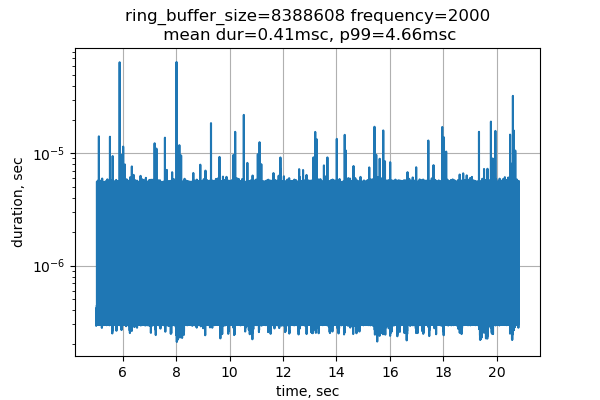 ring_buffer_size=8388608 frequency=2000
mean dur=0.41msc, p99=4.66msc
duration, sec
10⁻⁵
10⁻⁶
6 8 10 12 14 16 18 20
time, sec